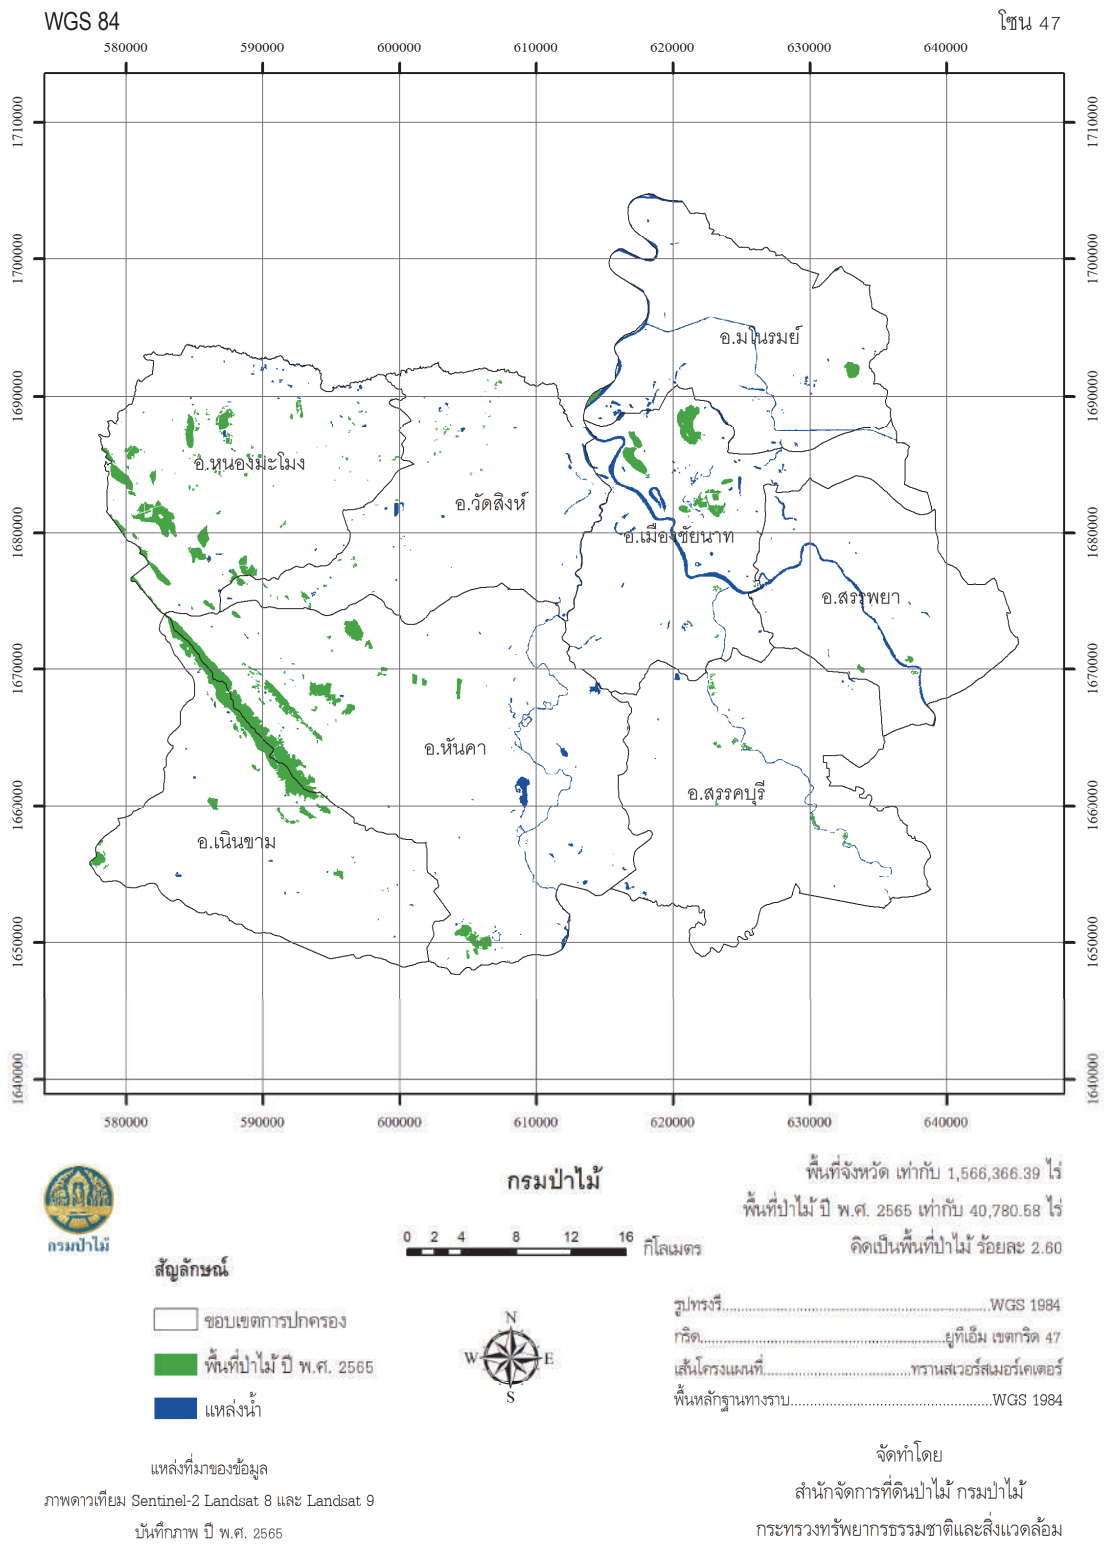 WGS 84
โซน 47
580000 590000 600000 610000 620000 630000 640000
1710000 1710000
1700000 1700000
อ.มโนรมย์
1690000 1690000
อ.หนองมะโมง
อ.วัดสิงห์
อ.เมืองชัยนาท
1680000 1680000
อ.สรรพยา
1670000 1670000
อ.หันคา
อ.สรรคบุรี
1660000 1660000
อ.เนินขาม
1650000 1650000
1640000 1640000
580000 590000 600000 610000 620000 630000 640000
กรมป่าไม้
กรมป่าไม้
0 2 4 8 12 16 กิโลเมตร
พื้นที่จังหวัด เท่ากับ 1,566,366.39 ไร่
พื้นที่ป่าไม้ ปี พ.ศ. 2565 เท่ากับ 40,780.58 ไร่
คิดเป็นพื้นที่ป่าไม้ ร้อยละ 2.60
สัญลักษณ์
ขอบเขตการปกครอง
พื้นที่ป่าไม้ ปี พ.ศ. 2565
แหล่งน้ำ
N
W E
S
รูปทรงรี....................WGS 1984
กริด....................ยูทีเอ็ม เขตกริด 47
เส้นโครงแผนที่....................ทรานสเวอร์สเมอร์เคเตอร์
พื้นหลักฐานทางราบ....................WGS 1984
แหล่งที่มาของข้อมูล
ภาพดาวเทียม Sentinel-2 Landsat 8 และ Landsat 9
บันทึกภาพ ปี พ.ศ. 2565
จัดทำโดย
สำนักจัดการที่ดินป่าไม้ กรมป่าไม้
กระทรวงทรัพยากรธรรมชาติและสิ่งแวดล้อม